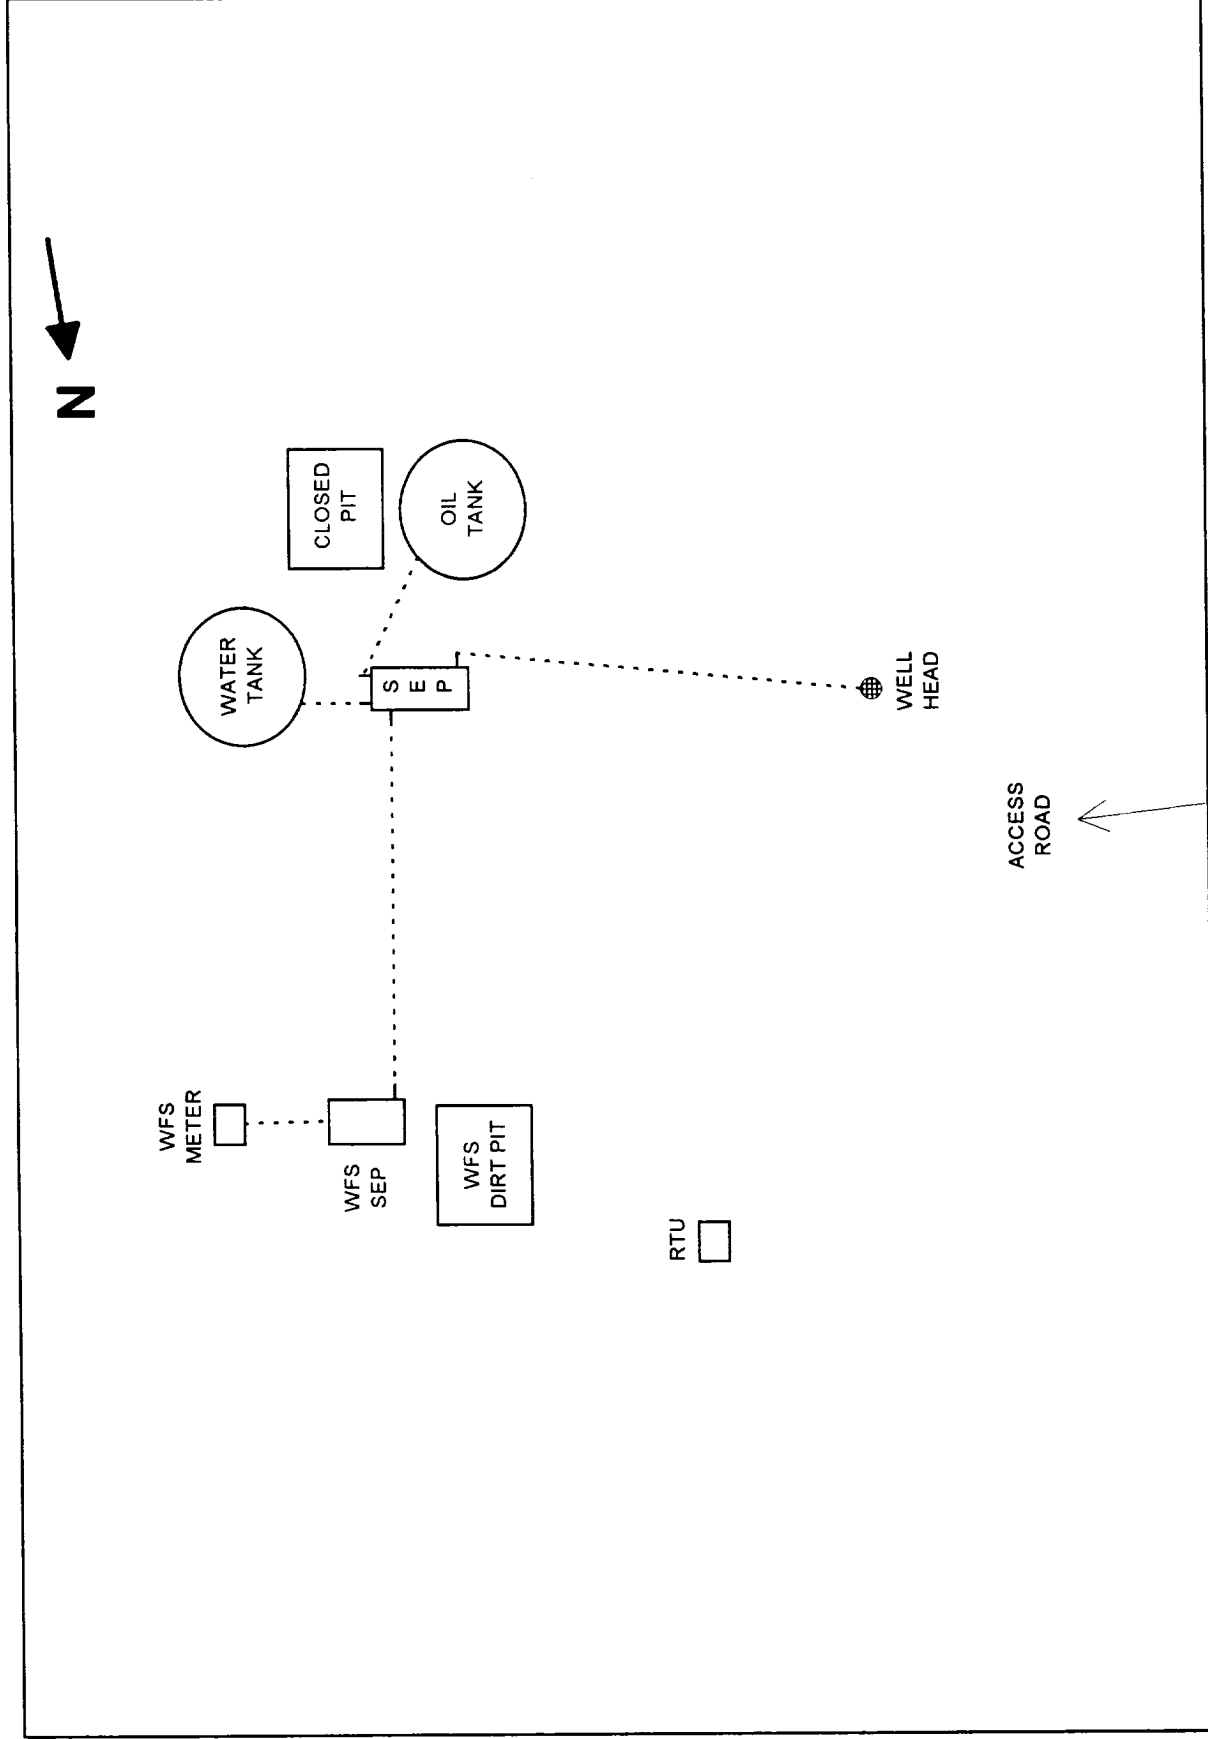 N
CLOSED
PIT
OIL
TANK
WATER
TANK
S
E
P
WELL
HEAD
ACCESS
ROAD
WFS
METER
WFS
SEP
WFS
DIRT PIT
RTU